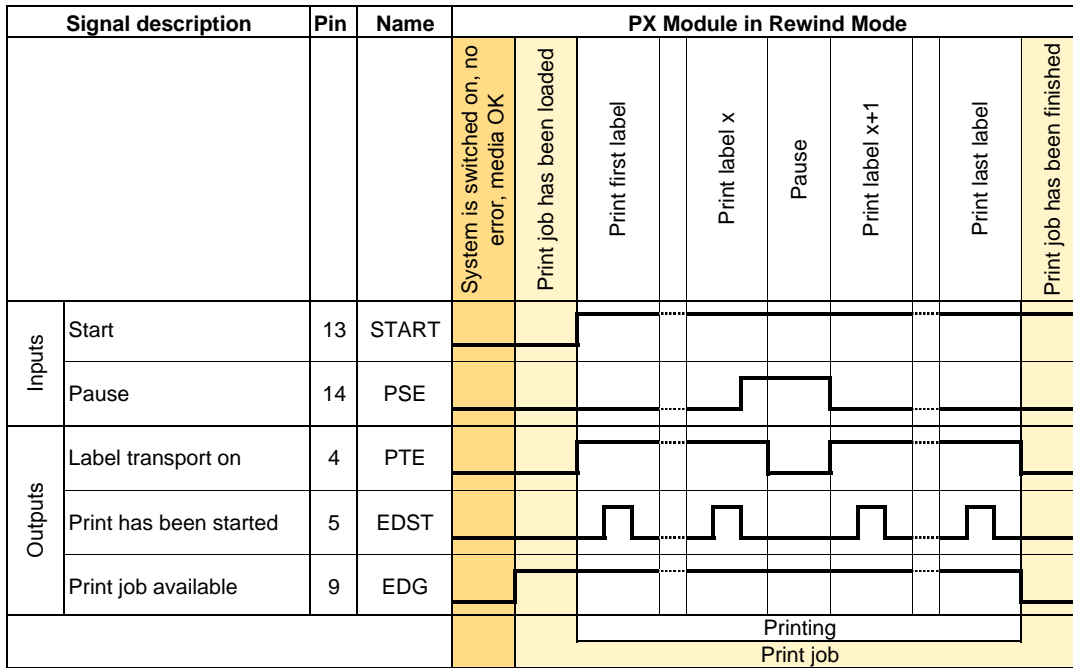 Signal description Pin Name PX Module in Rewind Mode
System is switched on, no
error, media OK
Print job has been loaded
Print first label
Print label x
Pause
Print label x+1
Print last label
Print job has been finished
Inputs
Start 13 START
Pause 14 PSE
Outputs
Label transport on 4 PTE
Print has been started 5 EDST
Print job available 9 EDG
Printing
Print job